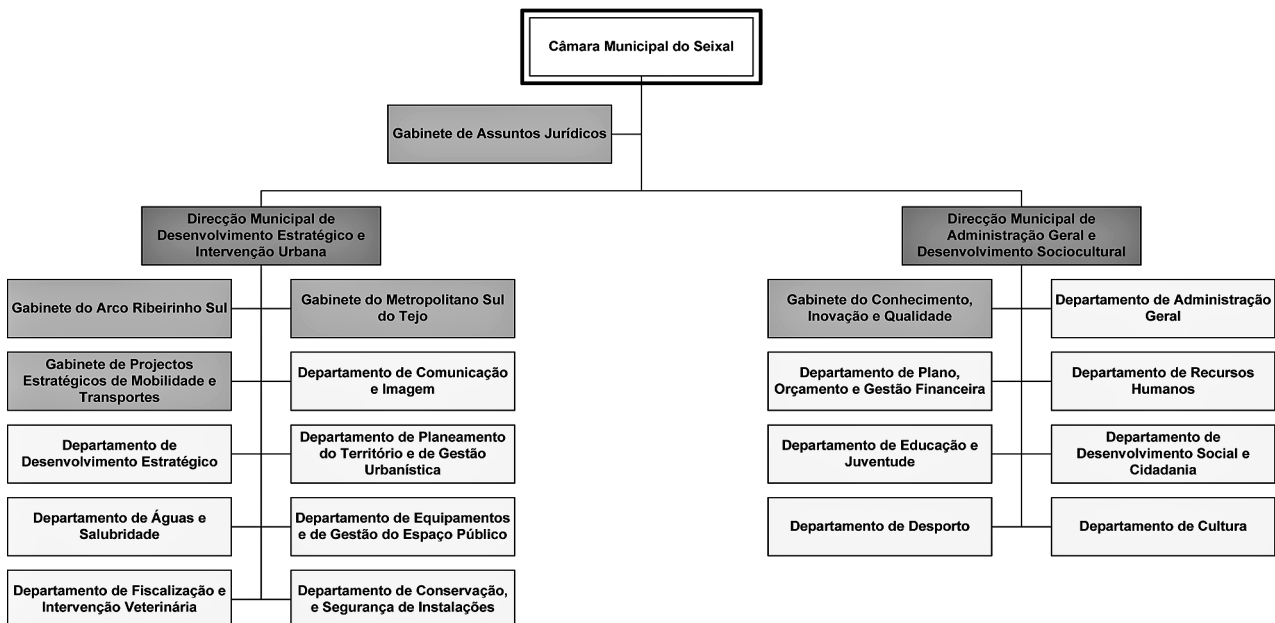 Câmara Municipal do Seixal
Gabinete de Assuntos Jurídicos
Direcção Municipal de
Desenvolvimento Estratégico e
Intervenção Urbana
Direcção Municipal de
Administração Geral e
Desenvolvimento Sociocultural
Gabinete do Arco Ribeirinho Sul
Gabinete do Metropolitano Sul
do Tejo
Gabinete de Projectos
Estratégicos de Mobilidade e
Transportes
Departamento de Comunicação
e Imagem
Departamento de
Desenvolvimento Estratégico
Departamento de Planeamento
do Território e de Gestão
Urbanística
Departamento de Águas e
Salubridade
Departamento de Equipamentos
e de Gestão do Espaço Público
Departamento de Fiscalização e
Intervenção Veterinária
Departamento de Conservação,
e Segurança de Instalações
Gabinete do Conhecimento,
Inovação e Qualidade
Departamento de Administração
Geral
Departamento de Plano,
Orçamento e Gestão Financeira
Departamento de Recursos
Humanos
Departamento de Educação e
Juventude
Departamento de
Desenvolvimento Social e
Cidadania
Departamento de Desporto
Departamento de Cultura